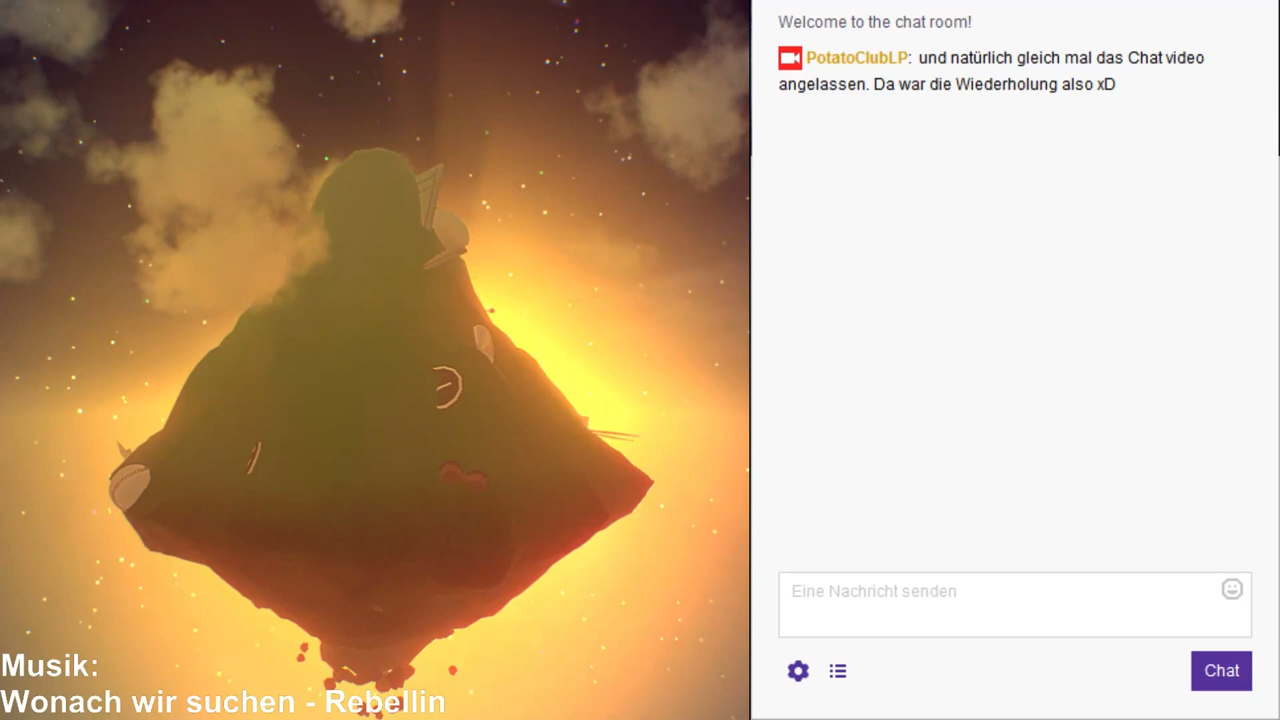 Welcome to the chat room!
PotatoClubLP: und natürlich gleich mal das Chat video
angelassen. Da war die Wiederholung also xD
Eine Nachricht senden
Chat
Musik:
Wonach wir suchen - Rebellin